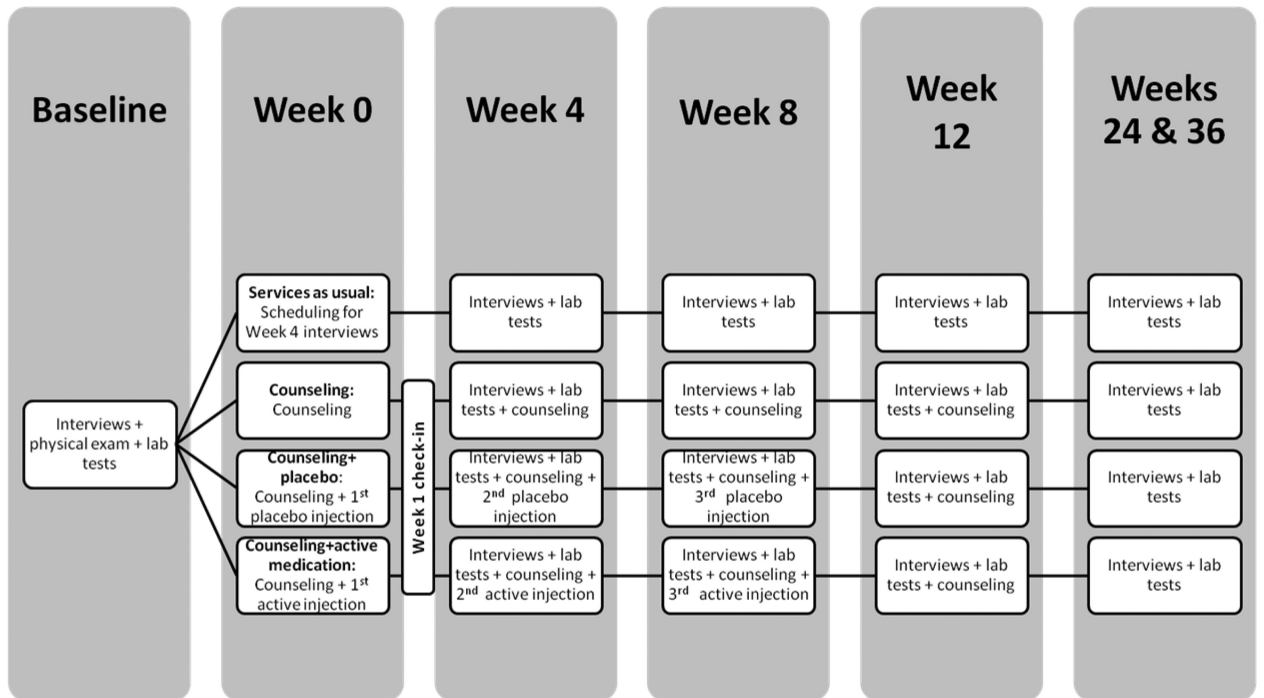 Baseline
Week 0
Week 4
Week 8
Week
12
Weeks
24 & 36
Interviews +
physical exam + lab
tests
Services as usual:
Scheduling for
Week 4 interviews
Interviews + lab
tests
Interviews + lab
tests
Interviews + lab
tests
Interviews + lab
tests
Counseling:
Counseling
Week 1 check-in
Interviews + lab
tests + counseling
Interviews + lab
tests + counseling
Interviews + lab
tests + counseling
Interviews + lab
tests
Counseling+
placebo:
Counseling + 1st
placebo injection
Interviews + lab
tests + counseling +
2nd placebo
injection
Interviews + lab
tests + counseling +
3rd placebo
injection
Interviews + lab
tests + counseling
Interviews + lab
tests
Counseling+active
medication:
Counseling + 1st
active injection
Interviews + lab
tests + counseling +
2nd active injection
Interviews + lab
tests + counseling +
3rd active injection
Interviews + lab
tests + counseling
Interviews + lab
tests